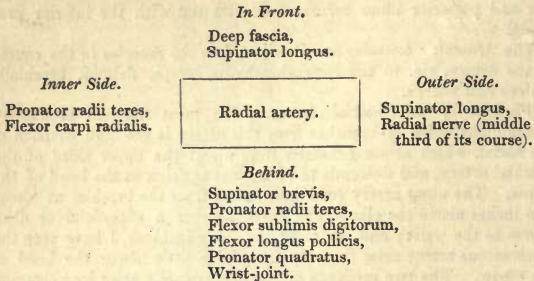 In Front.
Deep fascia,
Supinator longus.
Inner Side.
Pronator radii teres,
Flexor carpi radialis.
Radial artery.
Outer Side.
Supinator longus,
Radial nerve (middle
third of its course).
Behind.
Supinator brevis,
Pronator radii teres,
Flexor sublimis digitorum,
Flexor longus pollicis,
Pronator quadratus,
Wrist-joint.